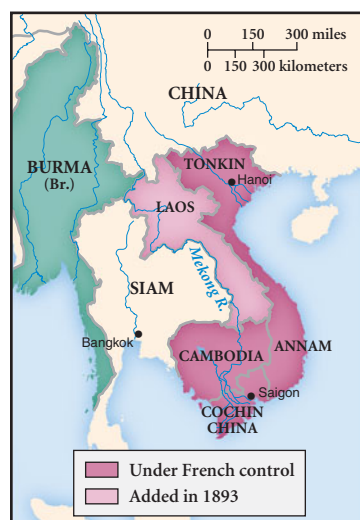 0 150 300 miles
0 150 300 kilometers
CHINA
BURMA
(Br.)
TONKIN
Hanoi
LAOS
Mekong R.
SIAM
Bangkok
CAMBODIA
ANNAM
Saigon
COCHIN
CHINA
Under French control
Added in 1893